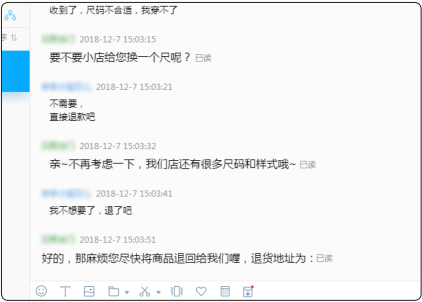 收到了，尺码不合适，我穿不了
2018-12-7 15:03:15
要不要小店给您换一个尺呢？ 已读
2018-12-7 15:03:21
不需要，
直接退款吧
2018-12-7 15:03:32
亲~不再考虑一下，我们店还有很多尺码和样式哦~ 已读
2018-12-7 15:03:41
我不想要了，退了吧
2018-12-7 15:03:51
好的，那麻烦您尽快将商品退回给我们喔，退货地址为： 已读